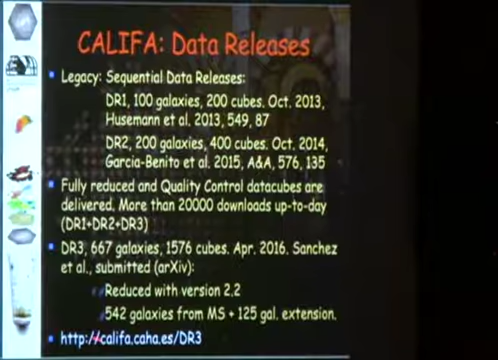 CALIFA: Data Releases
Legacy: Sequential Data Releases:
DR1, 100 galaxies, 200 cubes. Oct. 2013,
Husemann et al. 2013, 549, 87
DR2, 200 galaxies, 400 cubes. Oct. 2014,
Garcia-Benito et al. 2015, A&A, 576, 135
Fully reduced and Quality Control datacubes are
delivered. More than 20000 downloads up-to-day
(DR1+DR2+DR3)
DR3, 667 galaxies, 1576 cubes. Apr. 2016. Sanchez
et al., submitted (arXiv):
Reduced with version 2.2
542 galaxies from MS + 125 gal. extension.
http://califa.caha.es/DR3